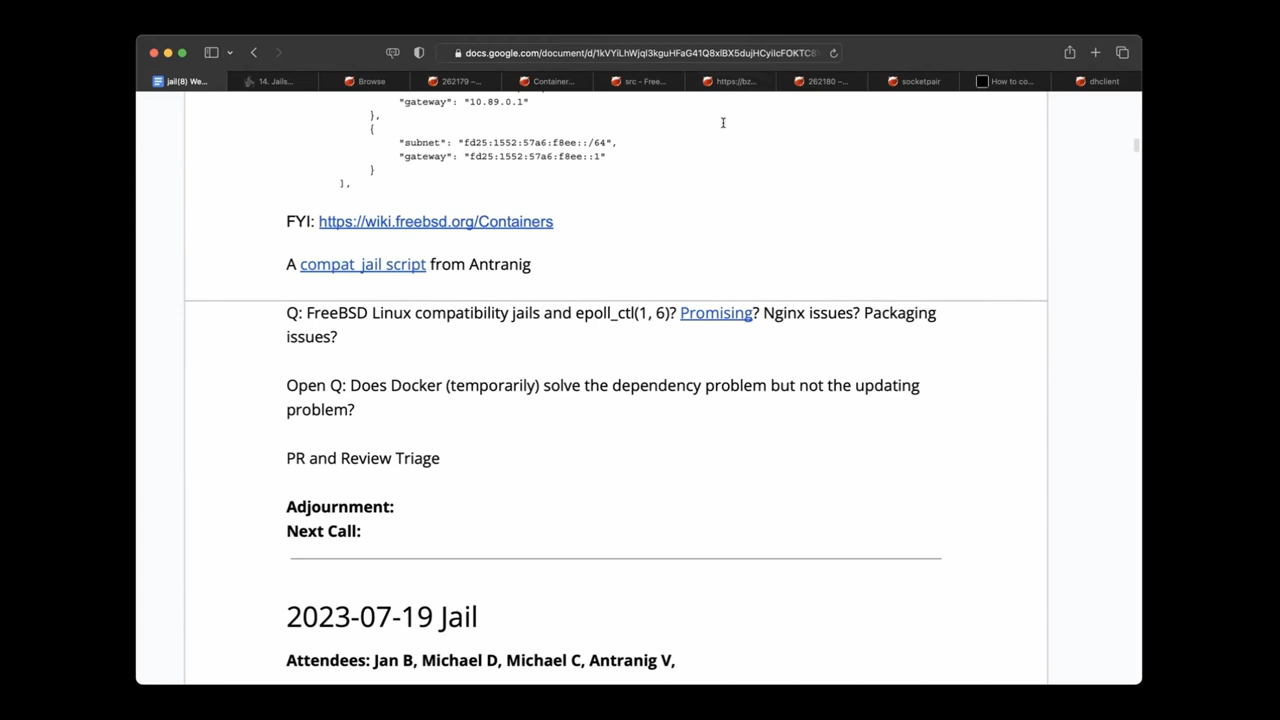 docs.google.com/document/d/1kVYiLhWjql3kguHFaG41Q8xlBX5dujHCyiIcFOKTCB
jail(8) We...
14. Jails...
Browse
262179 –...
Container...
src - Free...
https://bz...
262180 –...
socketpair
How to co...
dhclient
"gateway": "10.89.0.1"
},
{
"subnet": "fd25:1552:57a6:f8ee::/64",
"gateway": "fd25:1552:57a6:f8ee::1"
}
],
FYI: https://wiki.freebsd.org/Containers
A compat_jail script from Antranig
Q: FreeBSD Linux compatibility jails and epoll_ctl(1, 6)? Promising? Nginx issues? Packaging
issues?
Open Q: Does Docker (temporarily) solve the dependency problem but not the updating
problem?
PR and Review Triage
Adjournment:
Next Call:
2023-07-19 Jail
Attendees: Jan B, Michael D, Michael C, Antranig V,